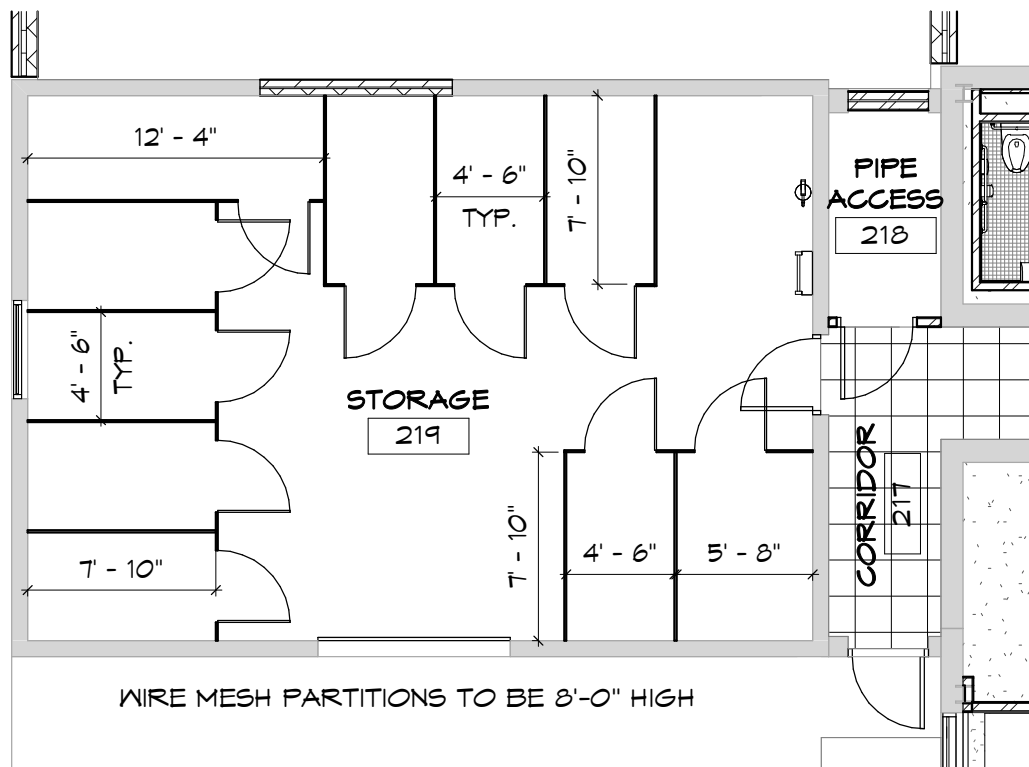 12' - 4"
4' - 6"
TYP.
7' - 10"
PIPE
ACCESS
218
4' - 6"
TYP.
STORAGE
219
CORRIDOR
217
7' - 10"
7' - 10"
4' - 6"
5' - 8"
WIRE MESH PARTITIONS TO BE 8'-0" HIGH